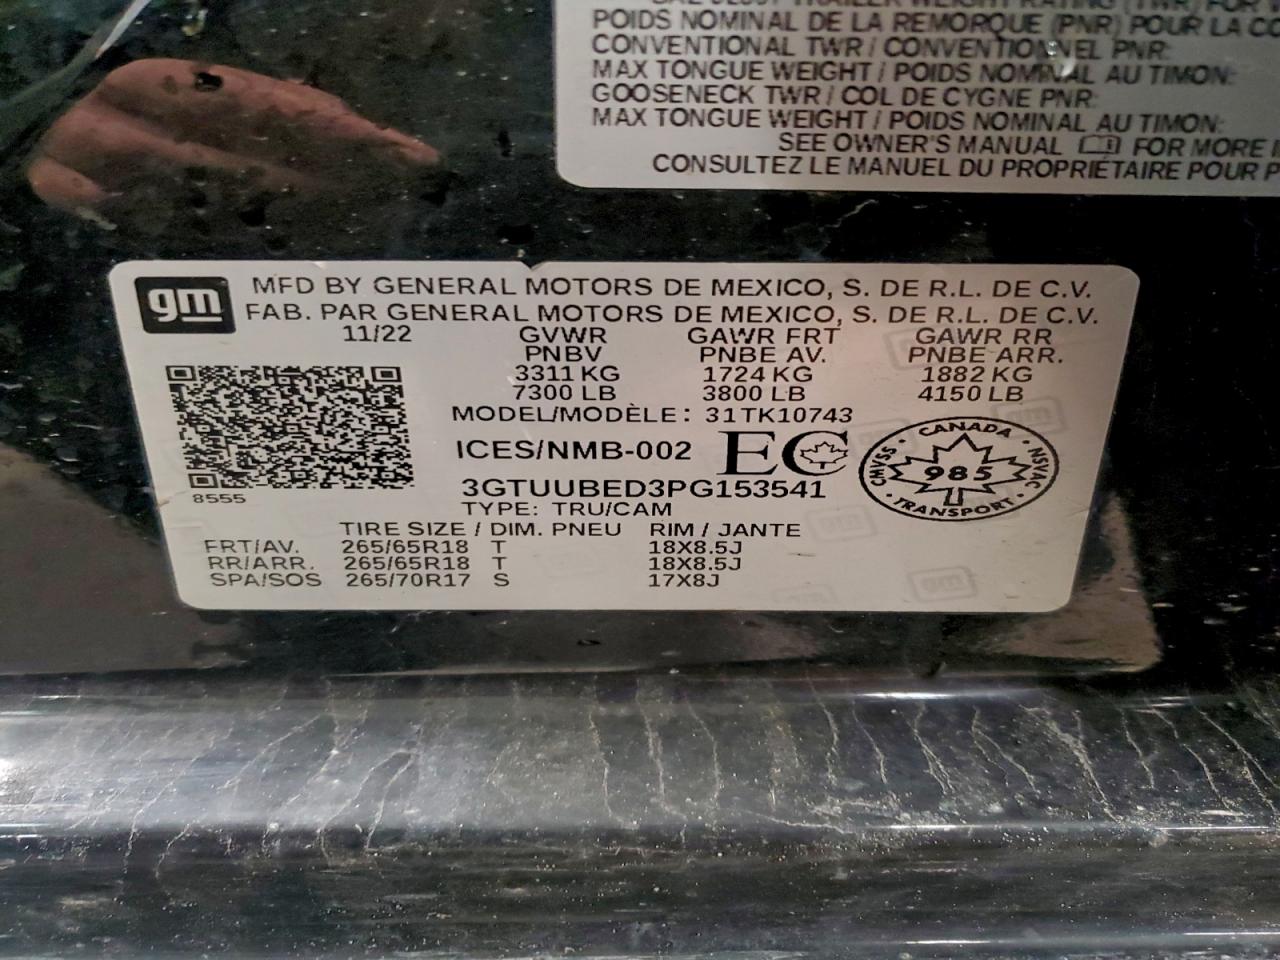 POIDS NOMINAL DE LA REMORQUE (PNR) POUR LA
CONVENTIONAL TWR / CONVENTIONNEL PNR:
MAX TONGUE WEIGHT / POIDS NOMINAL AU TIMON:
GOOSENECK TWR / COL DE CYGNE PNR:
MAX TONGUE WEIGHT / POIDS NOMINAL AU TIMON:
SEE OWNER'S MANUAL FOR MORE
CONSULTEZ LE MANUEL DU PROPRIÉTAIRE POUR
gm MFD BY GENERAL MOTORS DE MEXICO, S. DE R.L. DE C.V.
FAB. PAR GENERAL MOTORS DE MEXICO, S. DE R.L. DE C.V.
11/22 GVWR GAWR FRT GAWR RR
PNBV PNBE AV. PNBE ARR.
3311 KG 1724 KG 1882 KG
7300 LB 3800 LB 4150 LB
MODEL/MODÈLE: 31TK10743
ICES/NMB-002 EC
CANADA
CMVSS 985 NSVAC
TRANSPORT
8555 3GTUUBED3PG153541
TYPE: TRU/CAM
TIRE SIZE / DIM. PNEU RIM / JANTE
FRT/AV. 265/65R18 T 18X8.5J
RR/ARR. 265/65R18 T 18X8.5J
SPA/SOS 265/70R17 S 17X8J